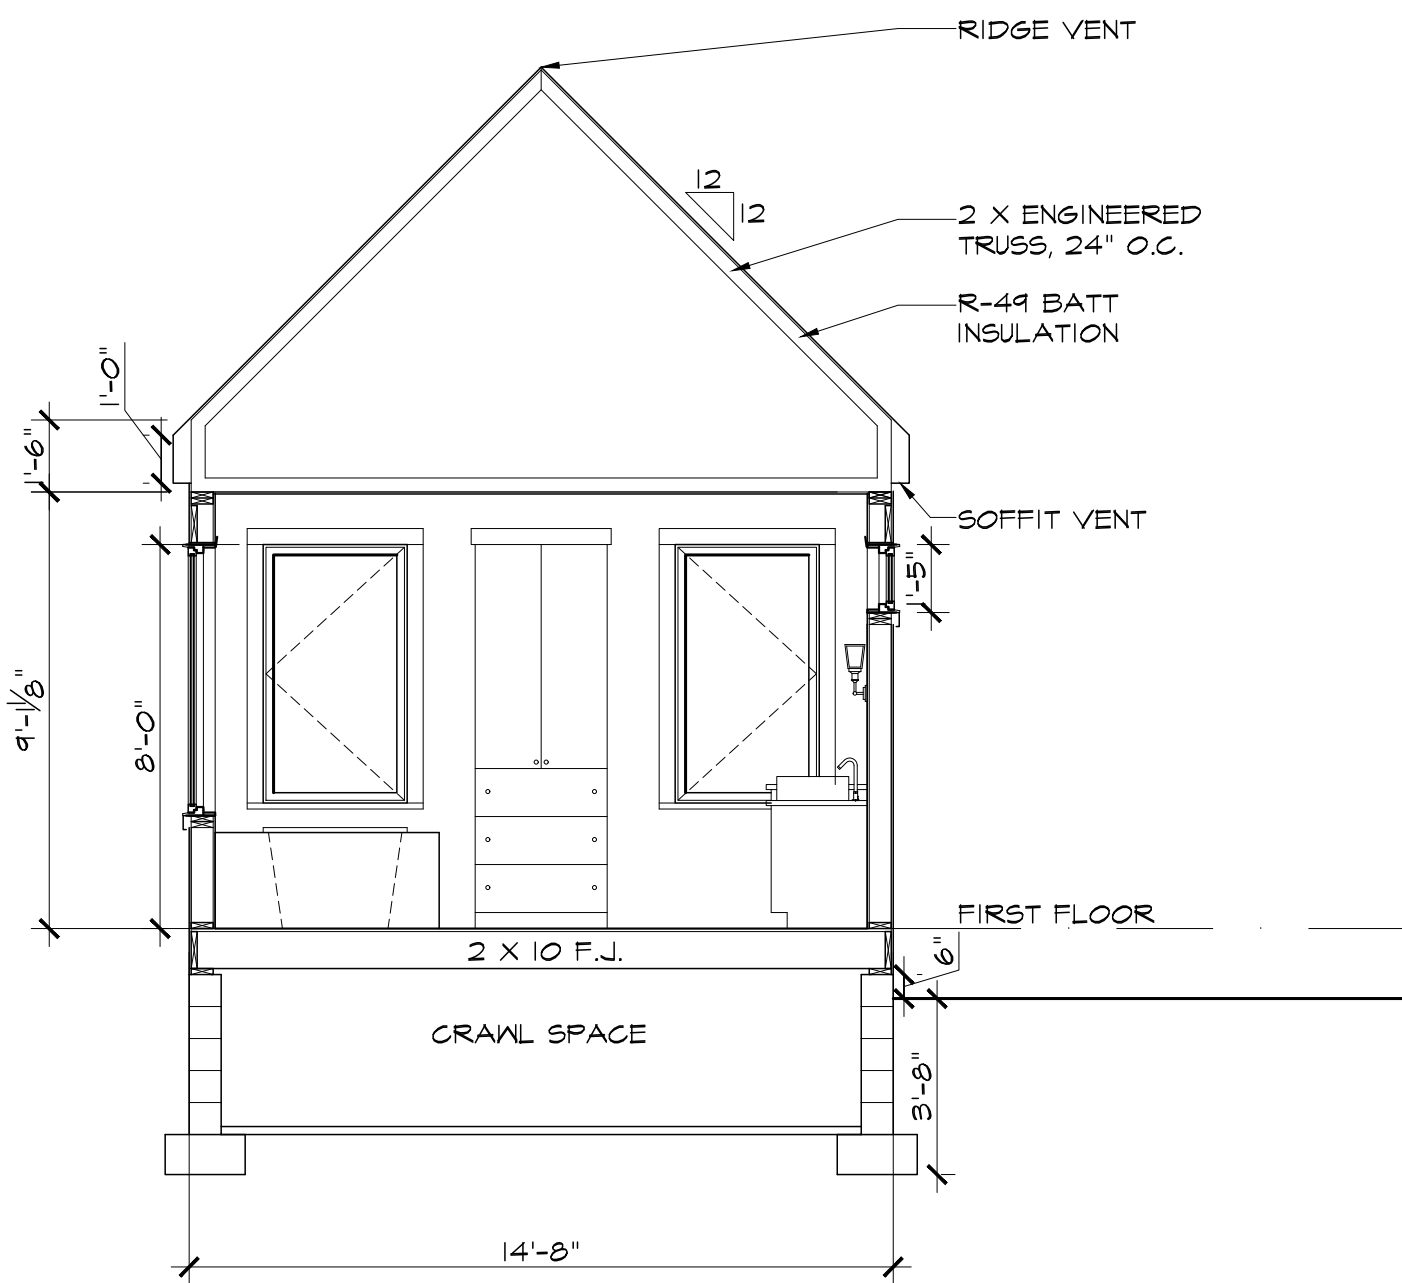 RIDGE VENT
12
12
2 X ENGINEERED
TRUSS, 24" O.C.
R-49 BATT
INSULATION
1'-0"
1'-6"
SOFFIT VENT
1'-5"
9'-1 1/8"
8'-0"
FIRST FLOOR
2 X 10 F.J.
6"
CRAWL SPACE
3'-8"
14'-8"